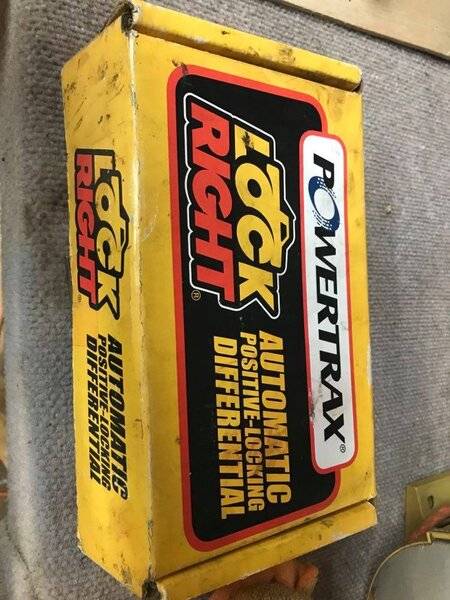 POWERTRAX®
LOCK
RIGHT®
AUTOMATIC
POSITIVE-LOCKING
DIFFERENTIAL
LOCK
RIGHT
AUTOMATIC
POSITIVE-LOCKING
DIFFERENTIAL